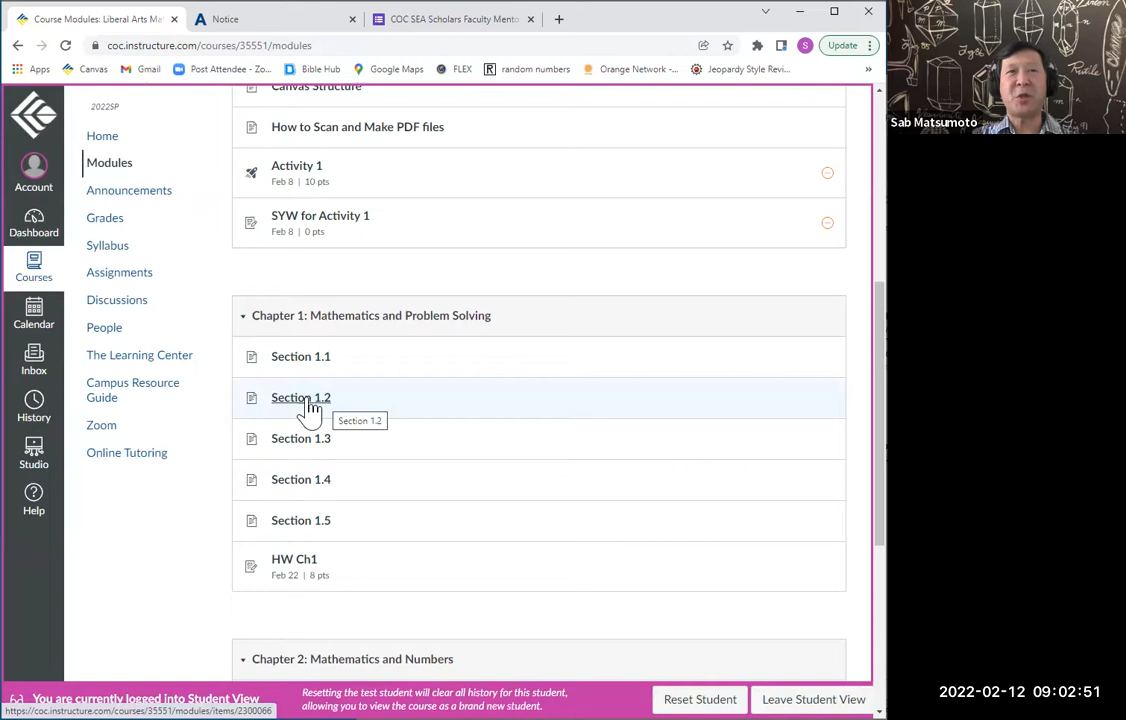 Course Modules: Liberal Arts Ma
Notice
COC SEA Scholars Faculty Mento
coc.instructure.com/courses/35551/modules
S
Update
Apps
Canvas
Gmail
Post Attendee - Zo...
Bible Hub
Google Maps
FLEX
R random numbers
Orange Network -...
Jeopardy Style Revi...
»
2022SP
Home
Modules
Announcements
Grades
Syllabus
Assignments
Discussions
People
The Learning Center
Campus Resource
Guide
Zoom
Online Tutoring
Account
Dashboard
Courses
Calendar
Inbox
History
Studio
Help
Canvas Structure
How to Scan and Make PDF files
Activity 1
Feb 8 | 10 pts
SYW for Activity 1
Feb 8 | 0 pts
Chapter 1: Mathematics and Problem Solving
Section 1.1
Section 1.2
Section 1.2
Section 1.3
Section 1.4
Section 1.5
HW Ch1
Feb 22 | 8 pts
Chapter 2: Mathematics and Numbers
You are currently logged into Student View
Resetting the test student will clear all history for this student,
allowing you to view the course as a brand new student.
Reset Student
Leave Student View
https://coc.instructure.com/courses/35551/modules/items/2300066
Sab Matsumoto
Rutile
2022-02-12 09:02:51